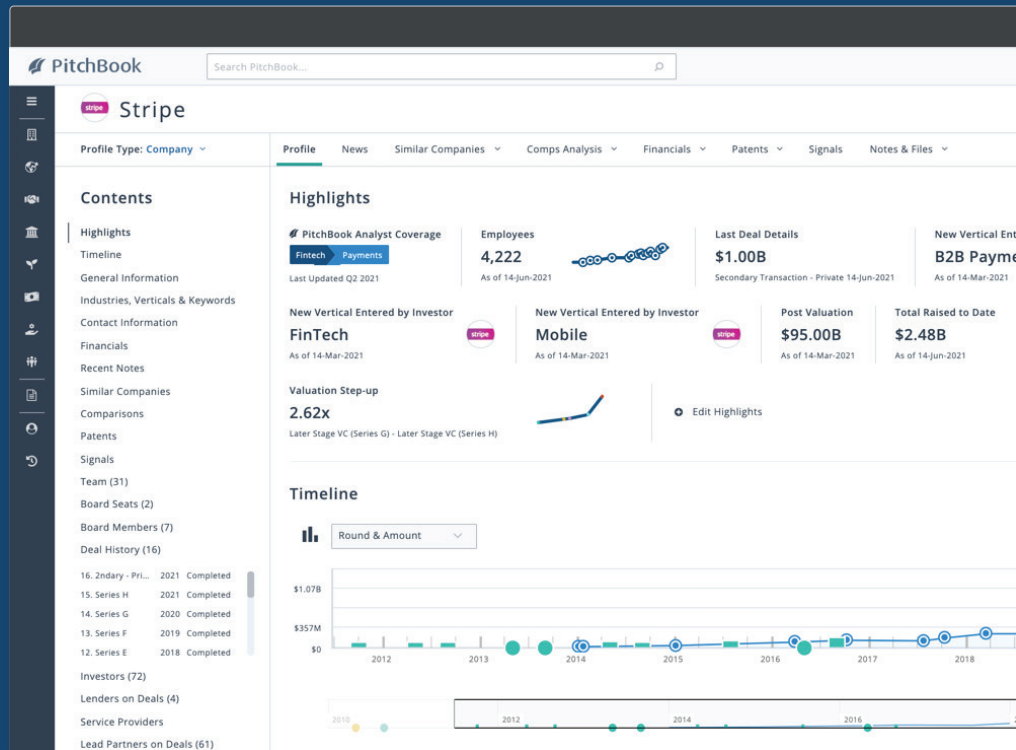 PitchBook
Search PitchBook...
stripe
Stripe
Profile Type: Company
Profile
News
Similar Companies
Comps Analysis
Financials
Patents
Signals
Notes & Files
Contents
Highlights
Timeline
General Information
Industries, Verticals & Keywords
Contact Information
Financials
Recent Notes
Similar Companies
Comparisons
Patents
Signals
Team (31)
Board Seats (2)
Board Members (7)
Deal History (16)
16. 2ndary - Pri... 2021 Completed
15. Series H 2021 Completed
14. Series G 2020 Completed
13. Series F 2019 Completed
12. Series E 2018 Completed
Investors (72)
Lenders on Deals (4)
Service Providers
Lead Partners on Deals (61)
Highlights
PitchBook Analyst Coverage
Fintech Payments
Last Updated Q2 2021
Employees
4,222
As of 14-Jun-2021
Last Deal Details
$1.00B
Secondary Transaction - Private 14-Jun-2021
New Vertical Ent
B2B Payme
As of 14-Mar-2021
New Vertical Entered by Investor
FinTech
stripe
As of 14-Mar-2021
New Vertical Entered by Investor
Mobile
stripe
As of 14-Mar-2021
Post Valuation
$95.00B
As of 14-Mar-2021
Total Raised to Date
$2.48B
As of 14-Jun-2021
Valuation Step-up
2.62x
Later Stage VC (Series G) - Later Stage VC (Series H)
Edit Highlights
Timeline
Round & Amount
$1.07B
$357M
$0
2012 2013 2014 2015 2016 2017 2018
2010 2012 2014 2016